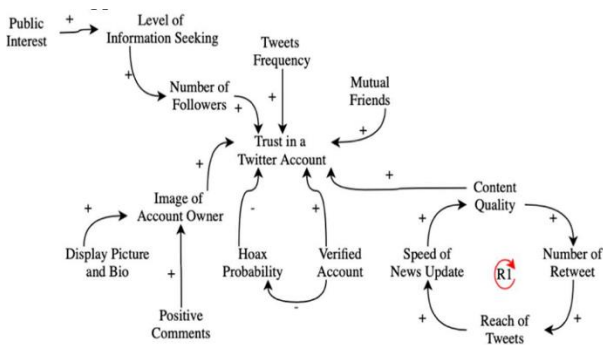 Public
Interest
+
Level of
Information Seeking
+
Number of
Followers
+
Tweets
Frequency
+
Mutual
Friends
+
Trust in a
Twitter Account
+
Image of
Account Owner
+
Display Picture
and Bio
+
Positive
Comments
-
Hoax
Probability
+
Verified
Account
-
+
Content
Quality
+
Number of
Retweet
+
Reach of
Tweets
+
Speed of
News Update
+
R1